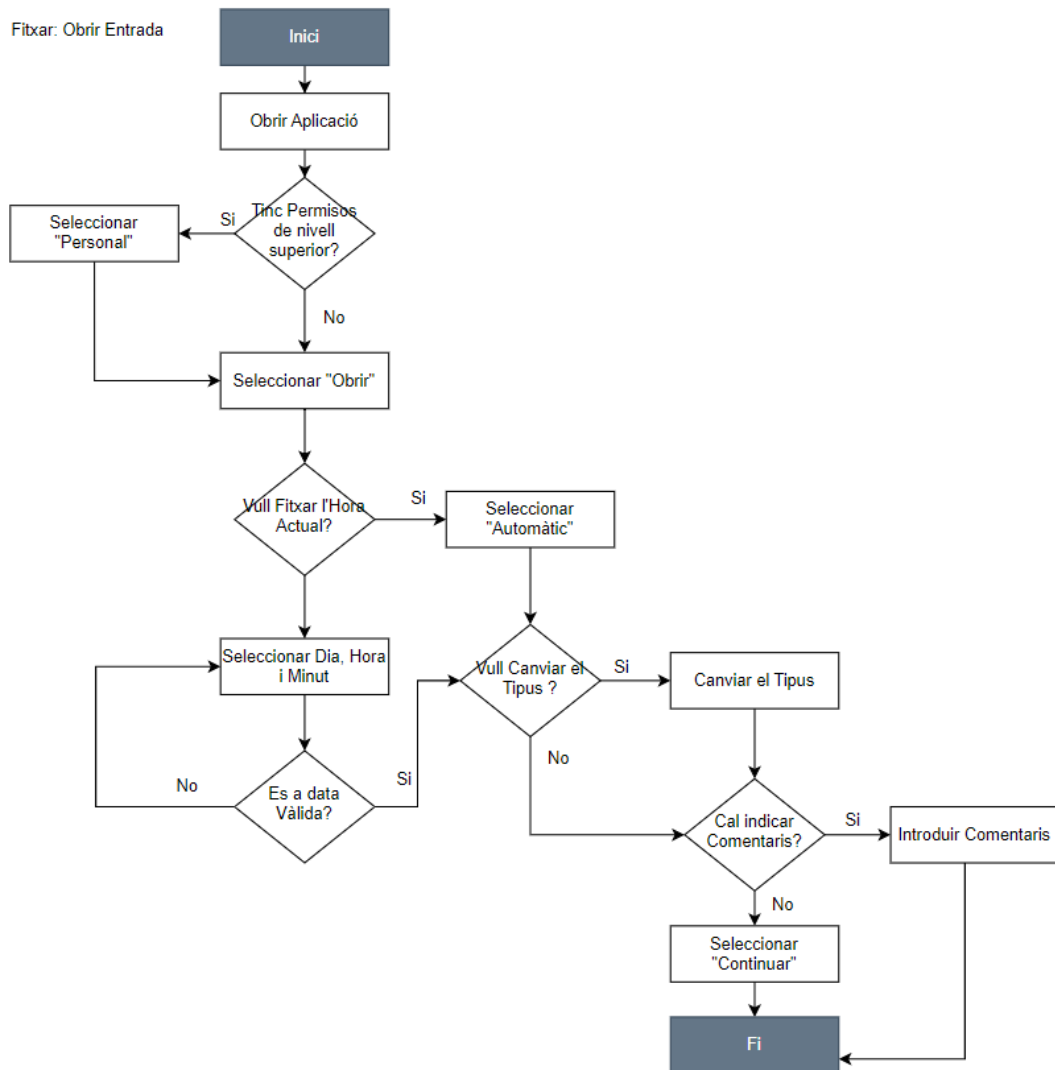 Fitxar: Obrir Entrada
Inici
Obrir Aplicació
Tinc Permisos
de nivell
superior?
Si
Seleccionar
"Personal"
No
Seleccionar "Obrir"
Vull Fitxar l'Hora
Actual?
Si
Seleccionar
"Automàtic"
Seleccionar Dia, Hora
i Minut
Vull Canviar el
Tipus ?
Si
Canviar el Tipus
No
Es a data
Vàlida?
No
Si
Cal indicar
Comentaris?
Si
Introduir Comentaris
No
Seleccionar
"Continuar"
Fi